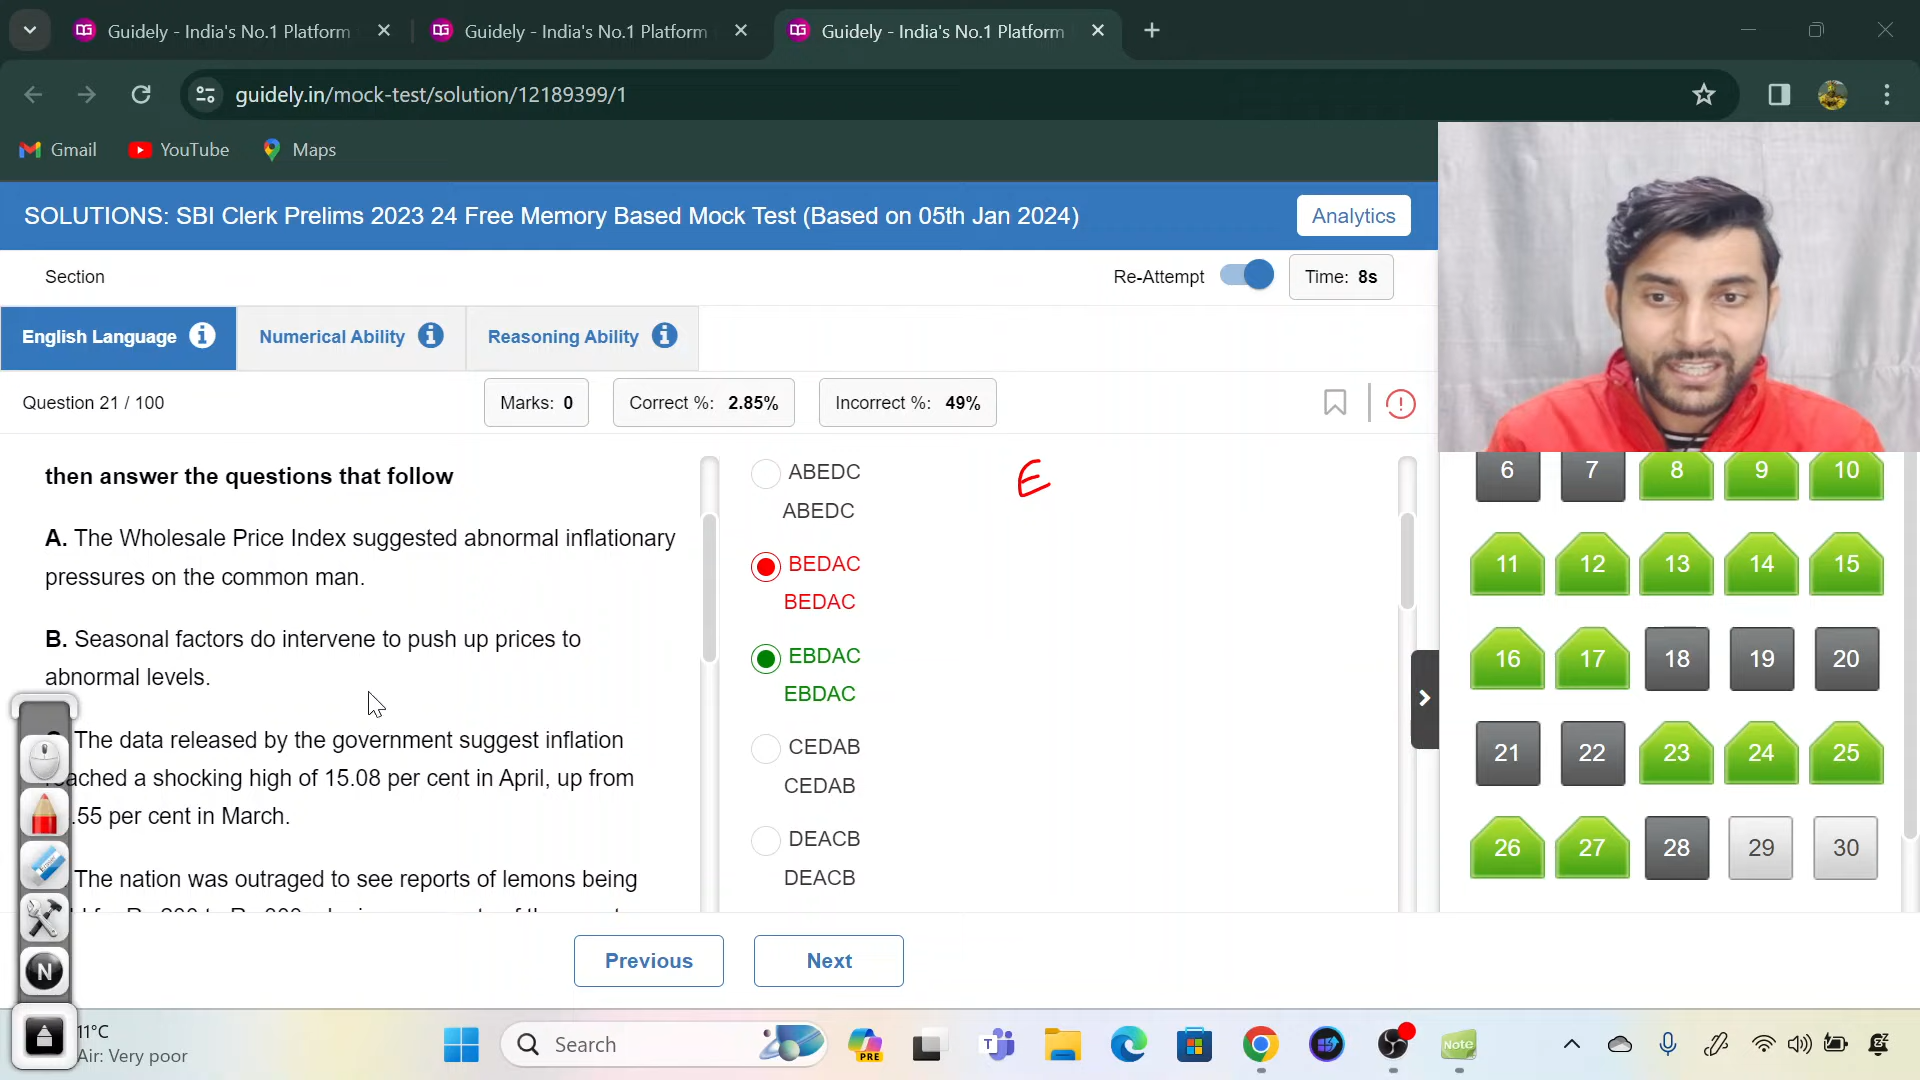 Guidely - India's No.1 Platform
Guidely - India's No.1 Platform
Guidely - India's No.1 Platform
guidely.in/mock-test/solution/12189399/1
Gmail
YouTube
Maps
SOLUTIONS: SBI Clerk Prelims 2023 24 Free Memory Based Mock Test (Based on 05th Jan 2024)
Analytics
Section
Re-Attempt
Time: 8s
English Language
Numerical Ability
Reasoning Ability
Question 21 / 100
Marks: 0
Correct %: 2.85%
Incorrect %: 49%
then answer the questions that follow
A. The Wholesale Price Index suggested abnormal inflationary
pressures on the common man.
B. Seasonal factors do intervene to push up prices to
abnormal levels.
The data released by the government suggest inflation
ached a shocking high of 15.08 per cent in April, up from
.55 per cent in March.
The nation was outraged to see reports of lemons being
ABEDC
ABEDC
BEDAC
BEDAC
EBDAC
EBDAC
CEDAB
CEDAB
DEACB
DEACB
E
6 7 8 9 10
11 12 13 14 15
16 17 18 19 20
21 22 23 24 25
26 27 28 29 30
Previous
Next
N
11°C
Air: Very poor
Search
PRE
T
Note